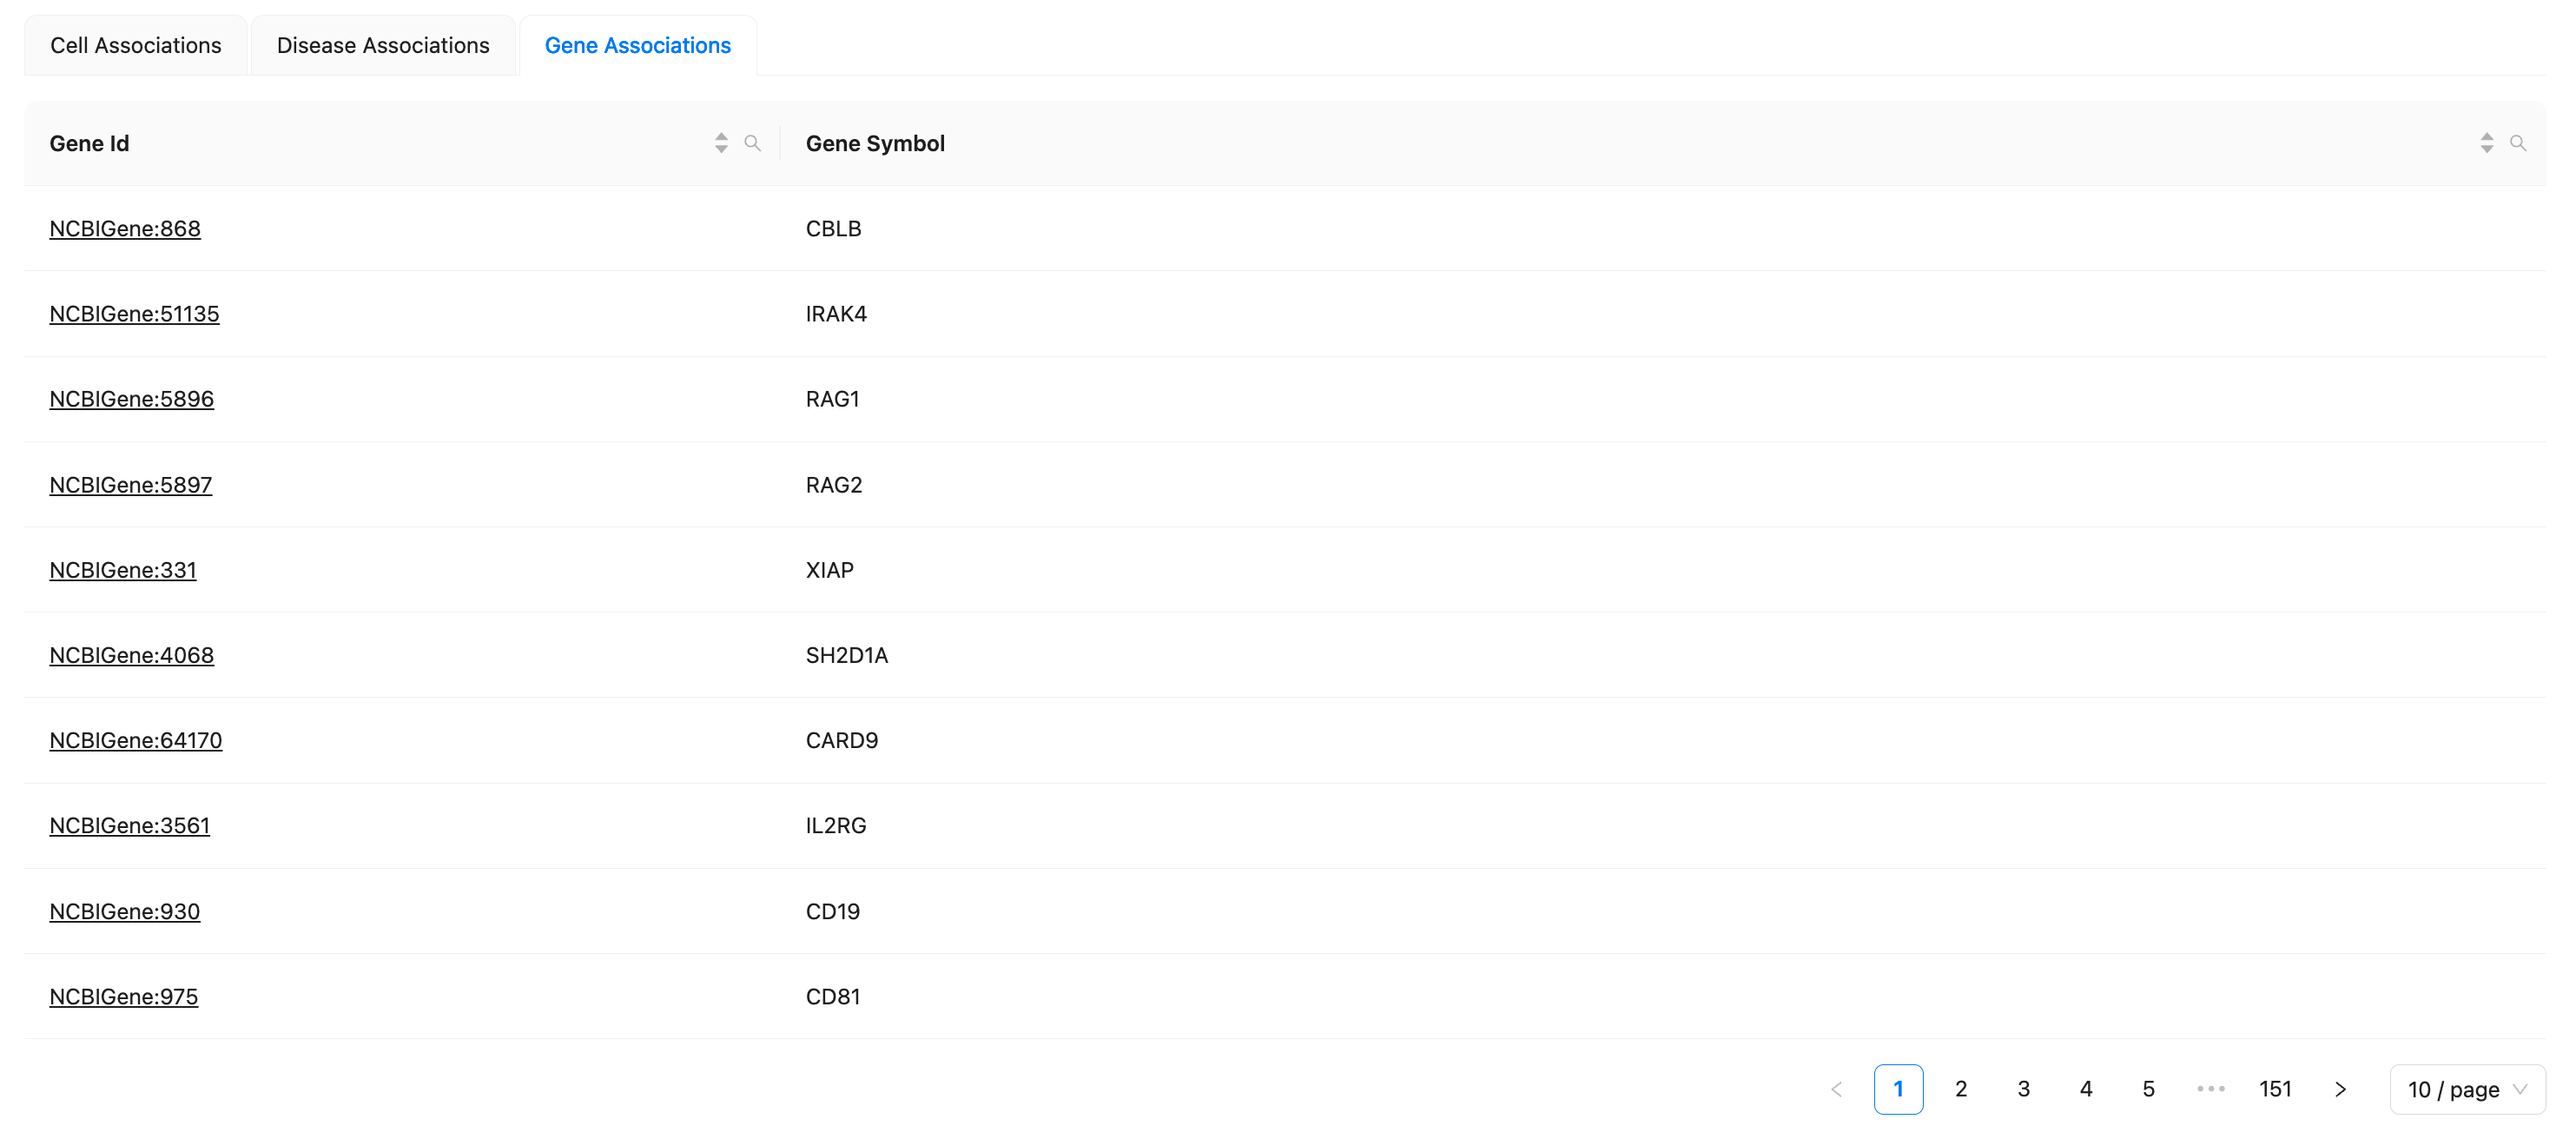 Cell Associations Disease Associations Gene Associations
Gene Id Gene Symbol
NCBIGene:868 CBLB
NCBIGene:51135 IRAK4
NCBIGene:5896 RAG1
NCBIGene:5897 RAG2
NCBIGene:331 XIAP
NCBIGene:4068 SH2D1A
NCBIGene:64170 CARD9
NCBIGene:3561 IL2RG
NCBIGene:930 CD19
NCBIGene:975 CD81
< 1 2 3 4 5 ••• 151 > 10 / page